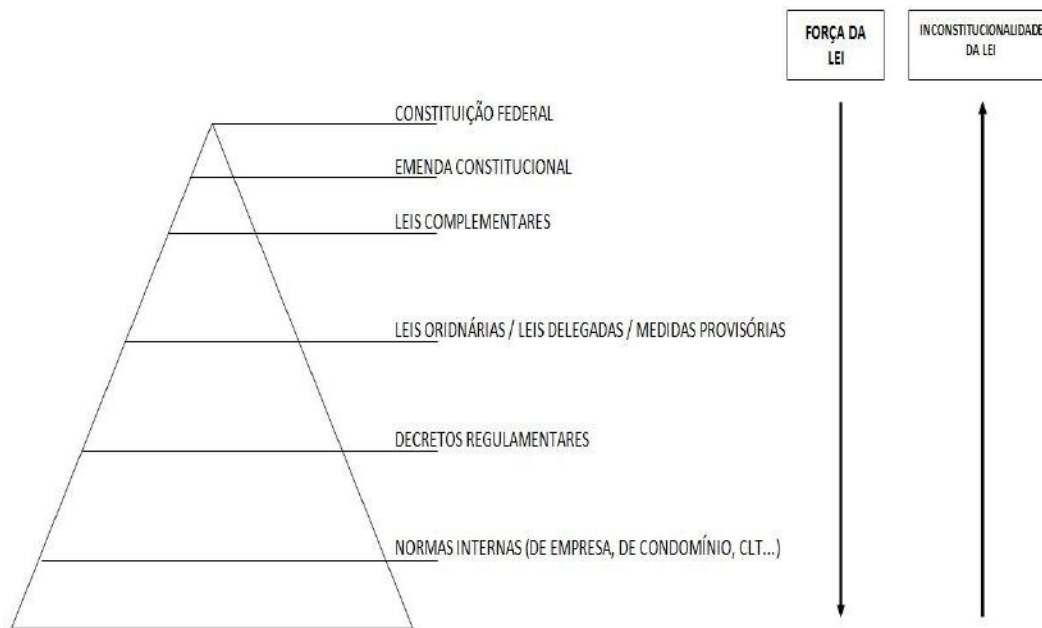 FORÇA DA
LEI
INCONSTITUCIONALIDADE
DA LEI
CONSTITUIÇÃO FEDERAL
EMENDA CONSTITUCIONAL
LEIS COMPLEMENTARES
LEIS ORIDNÁRIAS / LEIS DELEGADAS / MEDIDAS PROVISÓRIAS
DECRETOS REGULAMENTARES
NORMAS INTERNAS (DE EMPRESA, DE CONDOMÍNIO, CLT...)